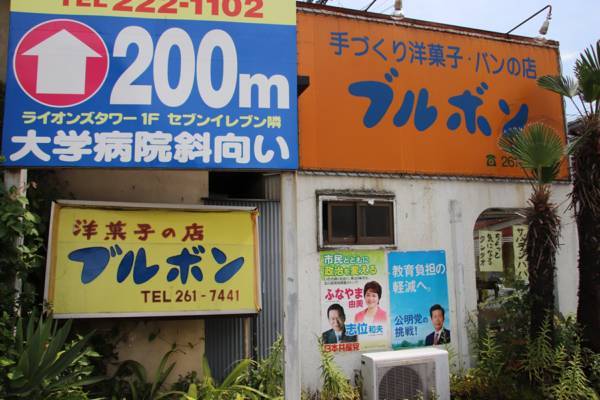 TEL 222-1102
200m
ライオンズタワー1F セブンイレブン隣
大学病院斜向い
手づくり洋菓子・パンの店
ブルボン
☎261
洋菓子の店
ブルボン
TEL 261-7441
市民とともに
政治を変える
ふなやま
由美
志位和夫
日本共産党
教育負担の
軽減へ。
公明党の
挑戦!